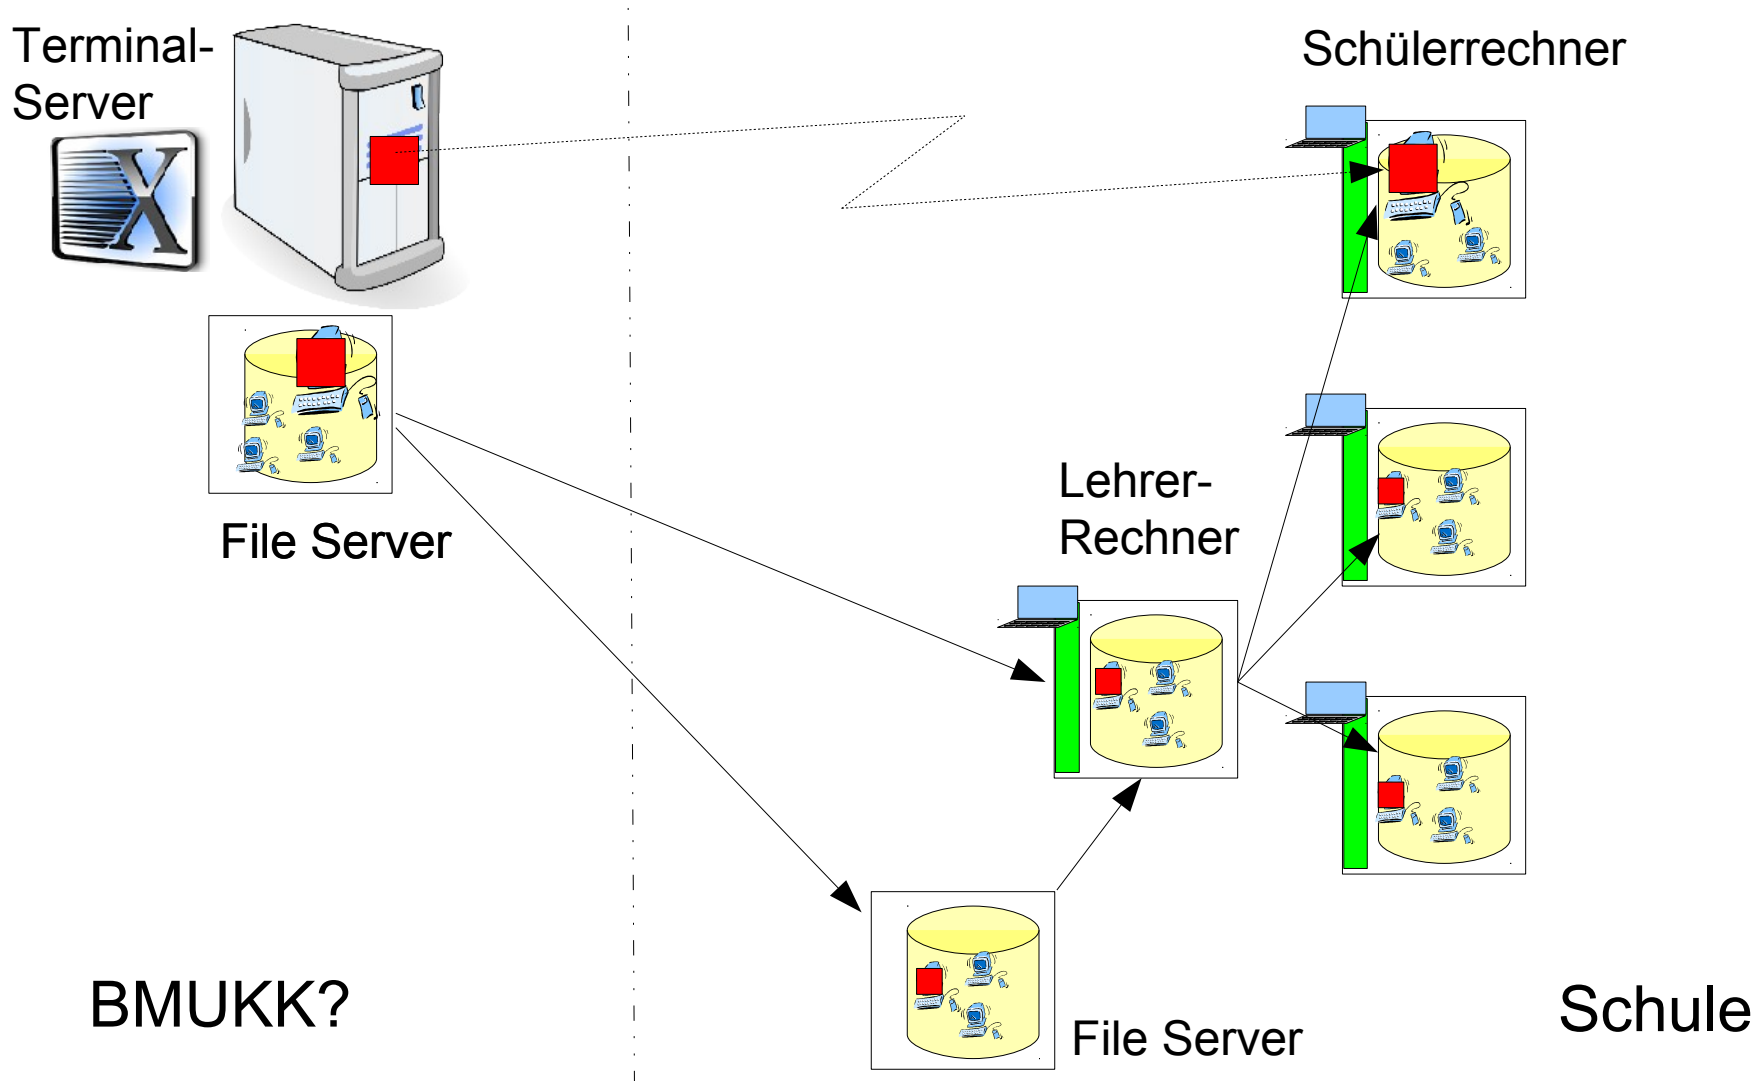 Terminal-
Server
X
Schülerrechner
File Server
Lehrer-
Rechner
File Server
BMUKK?
Schule